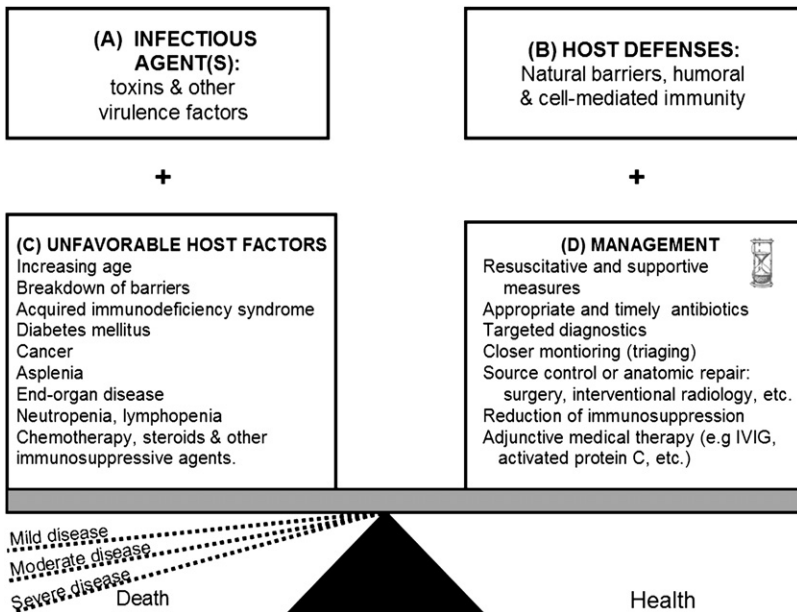 (A) INFECTIOUS
AGENT(S):
toxins & other
virulence factors
(B) HOST DEFENSES:
Natural barriers, humoral
& cell-mediated immunity
+
+
(C) UNFAVORABLE HOST FACTORS
Increasing age
Breakdown of barriers
Acquired immunodeficiency syndrome
Diabetes mellitus
Cancer
Asplenia
End-organ disease
Neutropenia, lymphopenia
Chemotherapy, steroids & other
immunosuppressive agents.
(D) MANAGEMENT
Resuscitative and supportive
measures
Appropriate and timely antibiotics
Targeted diagnostics
Closer montioring (triaging)
Source control or anatomic repair:
surgery, interventional radiology, etc.
Reduction of immunosuppression
Adjunctive medical therapy (e.g IVIG,
activated protein C, etc.)
Mild disease
Moderate disease
Severe disease
Death
Health